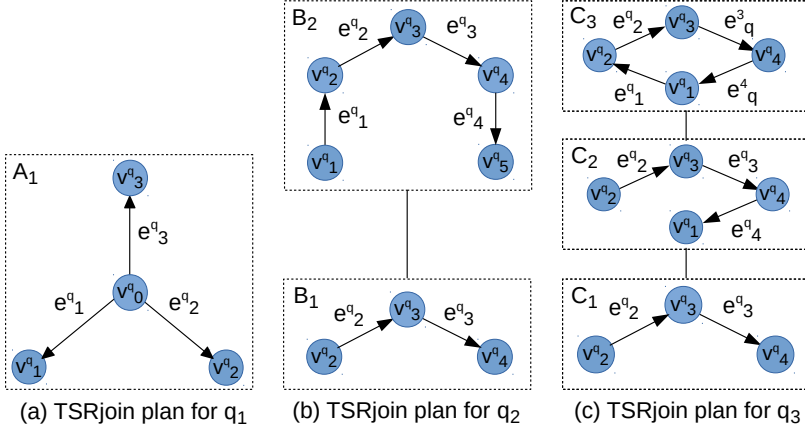 A₁
vq3
eq3
vq0
eq1
eq2
vq1
vq2
(a) TSRjoin plan for q₁
B₂
vq3
eq2
eq3
vq2
vq4
eq1
eq4
vq1
vq5
B₁
eq2
vq3
eq3
vq2
vq4
(b) TSRjoin plan for q₂
C₃
eq2
vq3
e3q
vq2
vq4
eq1
vq1
e4q
C₂
eq2
vq3
eq3
vq2
vq4
vq1
eq4
C₁
eq2
vq3
eq3
vq2
vq4
(c) TSRjoin plan for q₃